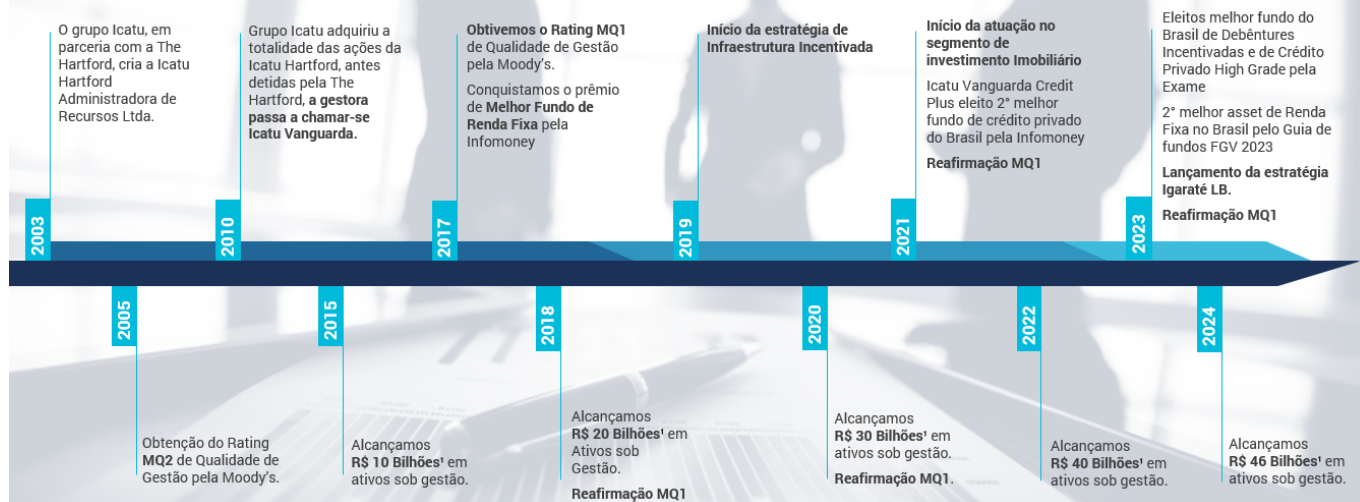 O grupo Icatu, em
parceria com a The
Hartford, cria a Icatu
Hartford
Administradora de
Recursos Ltda.
2003
Obtenção do Rating
MQ2 de Qualidade de
Gestão pela Moody's.
2005
Grupo Icatu adquiriu a
totalidade das ações da
Icatu Hartford, antes
detidas pela The
Hartford, a gestora
passa a chamar-se
Icatu Vanguarda.
2010
Alcançamos
R$ 10 Bilhões¹ em
ativos sob gestão.
2015
Obtivemos o Rating MQ1
de Qualidade de Gestão
pela Moody's.
Conquistamos o prêmio
de Melhor Fundo de
Renda Fixa pela
Infomoney
2017
Alcançamos
R$ 20 Bilhões¹ em
Ativos sob
Gestão.
Reafirmação MQ1
2018
Início da estratégia de
Infraestrutura Incentivada
2019
Alcançamos
R$ 30 Bilhões¹ em
ativos sob gestão.
Reafirmação MQ1.
2020
Início da atuação no
segmento de
investimento Imobiliário
Icatu Vanguarda Credit
Plus eleito 2° melhor
fundo de crédito privado
do Brasil pela Infomoney
Reafirmação MQ1
2021
Alcançamos
R$ 40 Bilhões¹ em
ativos sob gestão.
2022
Eleitos melhor fundo do
Brasil de Debêntures
Incentivadas e de Crédito
Privado High Grade pela
Exame
2° melhor asset de Renda
Fixa no Brasil pelo Guia de
fundos FGV 2023
Lançamento da estratégia
Igaraté LB.
Reafirmação MQ1
2023
Alcançamos
R$ 46 Bilhões¹ em
ativos sob gestão.
2024